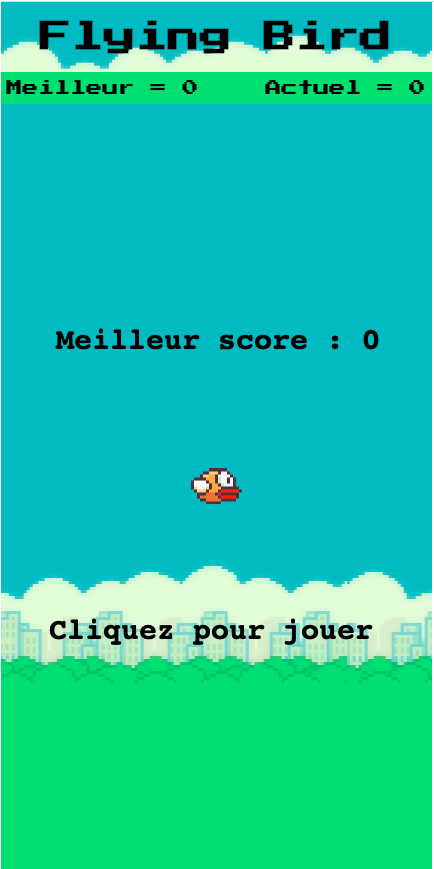 Flying Bird
Meilleur = 0 Actuel = 0
Meilleur score : 0
Cliquez pour jouer